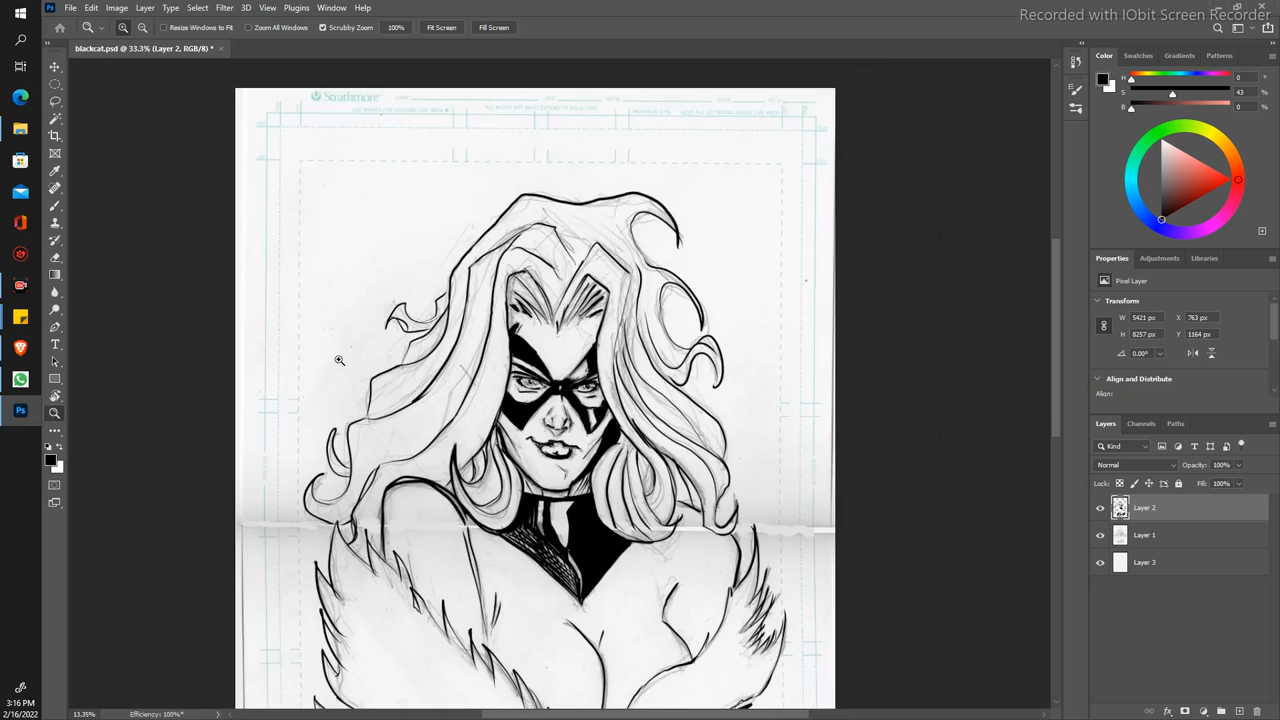 Ps File Edit Image Layer Type Select Filter 3D View Plugins Window Help
Recorded with IObit Screen Recorder
Resize Windows to Fit Zoom All Windows Scrubby Zoom 100% Fit Screen Fill Screen
blackcat.psd @ 33.3% (Layer 2, RGB/8) * ×
Color Swatches Gradients Patterns
H 0 °
S 43 %
B 0 %
Strathmore
Properties Adjustments Libraries
Pixel Layer
Transform
W 5421 px X 763 px
H 8257 px Y 1164 px
0.00°
Align and Distribute
Align:
Layers Channels Paths
Kind
Normal Opacity: 100%
Lock: Fill: 100%
Layer 2
Layer 1
Layer 3
3:16 PM
2/16/2022
13.35% Efficiency: 100%*